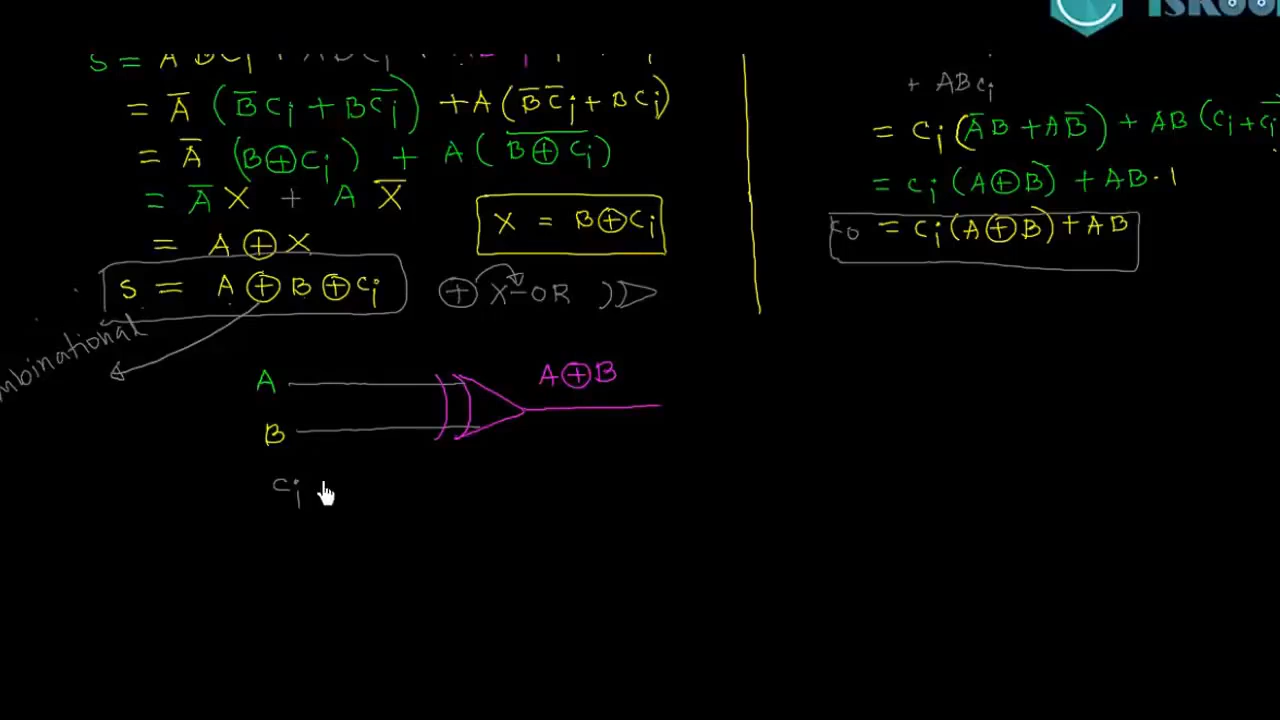 = A̅ (B̅ Ci + B C̅i) + A (B̅ C̅i + B Ci)
= A̅ (B ⊕ Ci) + A (B ⊕ Ci)̅
= A̅ X + A X̅
X = B ⊕ Ci
= A ⊕ X
S = A ⊕ B ⊕ Ci
⊕ X-OR
mbinational
A
A ⊕ B
B
Ci
+ ABCi
= Ci (A̅B + AB̅) + AB (Ci + C̅i
= Ci (A ⊕ B) + AB · 1
C0 = Ci (A ⊕ B) + AB